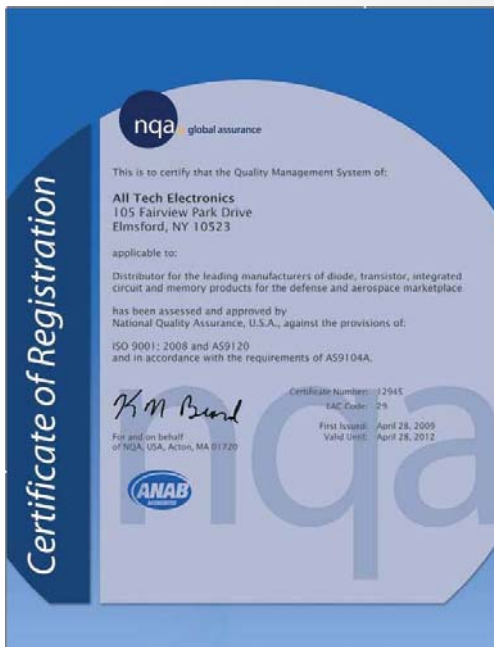 nqa. global assurance
This is to certify that the Quality Management System of:
All Tech Electronics
105 Fairview Park Drive
Elmsford, NY 10523
applicable to:
Distributor for the leading manufacturers of diode, transistor, integrated
circuit and memory products for the defense and aerospace marketplace
has been assessed and approved by
National Quality Assurance, U.S.A., against the provisions of:
ISO 9001: 2008 and AS9120
and in accordance with the requirements of AS9104A.
K M Beard
For and on behalf
of NQA, USA, Acton, MA 01720
Certificate Number: 12945
EAC Code: 29
First Issued: April 28, 2009
Valid Until: April 28, 2012
ANAB
ACCREDITED
nqa
Certificate of Registration